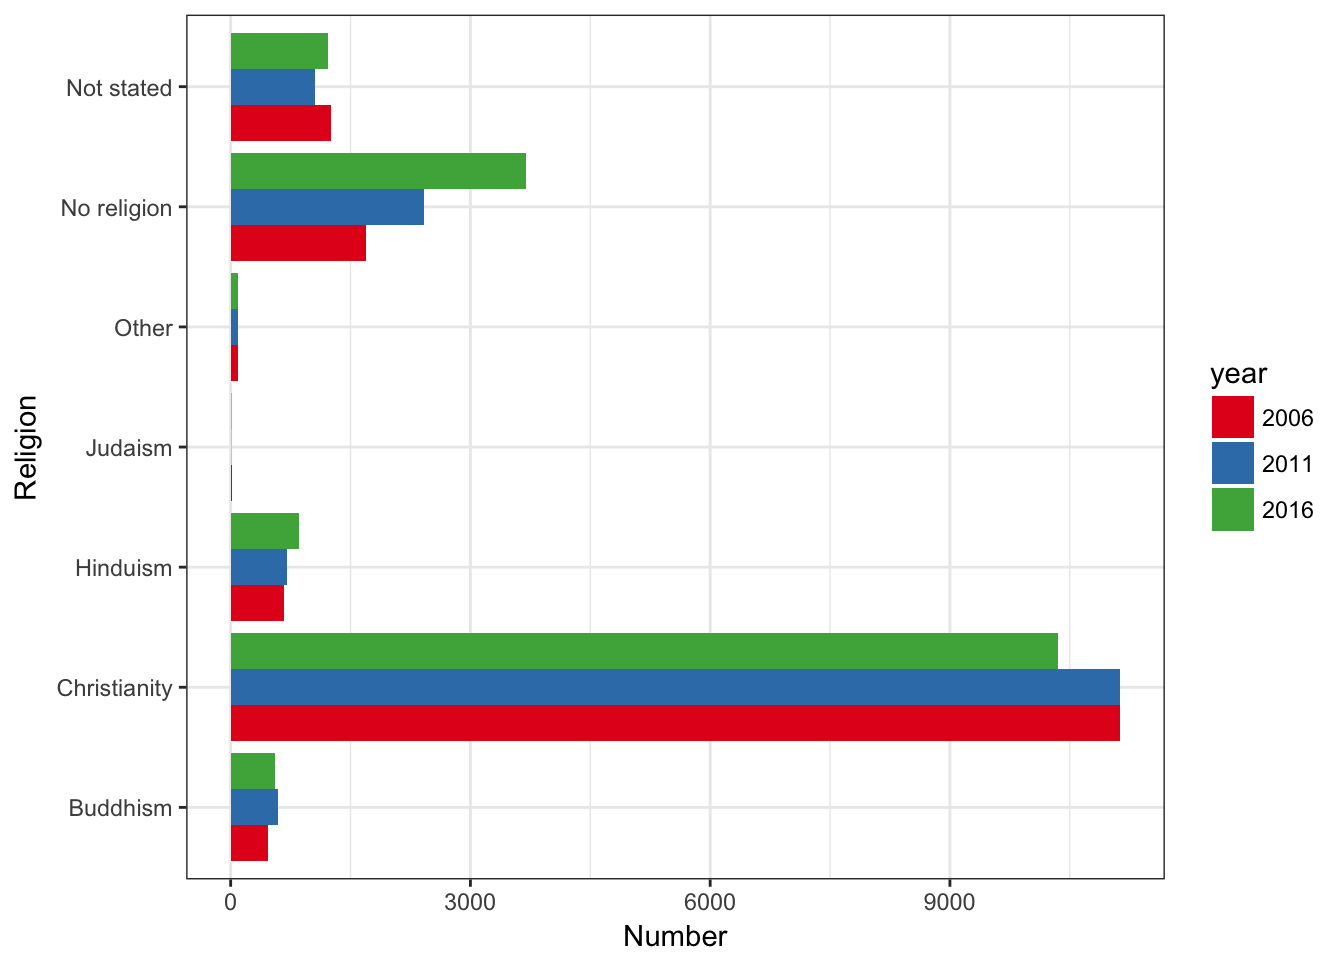 Not stated
No religion
Other
Judaism
Hinduism
Christianity
Buddhism
Religion
0 3000 6000 9000
Number
year
2006
2011
2016